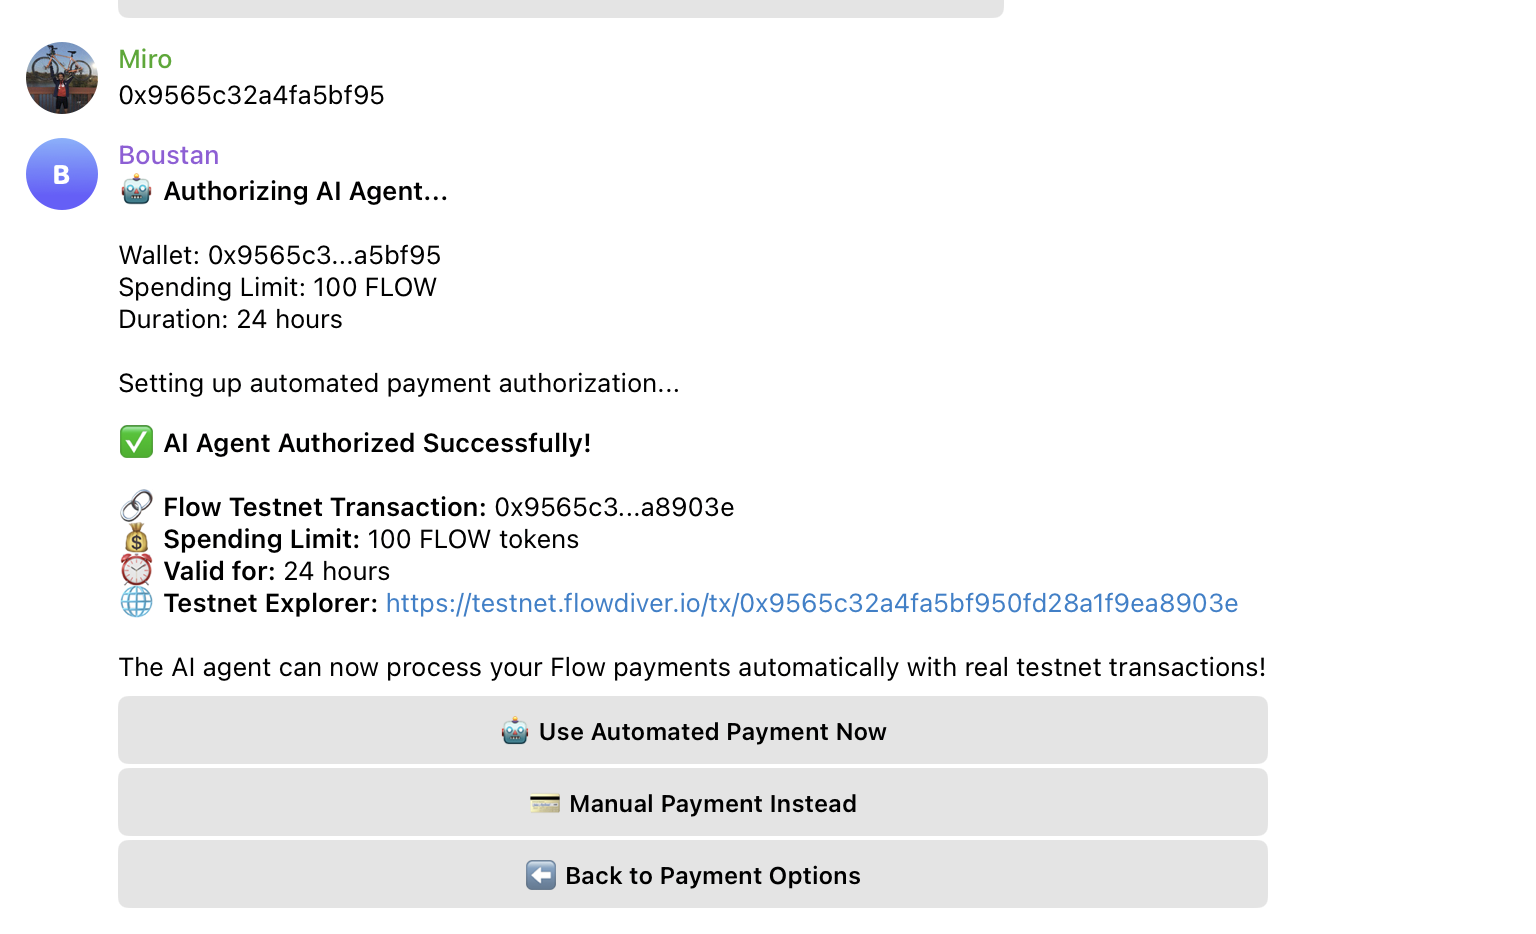 Miro
0x9565c32a4fa5bf95
B
Boustan
🤖 Authorizing AI Agent...
Wallet: 0x9565c3...a5bf95
Spending Limit: 100 FLOW
Duration: 24 hours
Setting up automated payment authorization...
✅ AI Agent Authorized Successfully!
🔗 Flow Testnet Transaction: 0x9565c3...a8903e
💰 Spending Limit: 100 FLOW tokens
⏰ Valid for: 24 hours
🌐 Testnet Explorer: https://testnet.flowdiver.io/tx/0x9565c32a4fa5bf950fd28a1f9ea8903e
The AI agent can now process your Flow payments automatically with real testnet transactions!
🤖 Use Automated Payment Now
💳 Manual Payment Instead
⬅️ Back to Payment Options